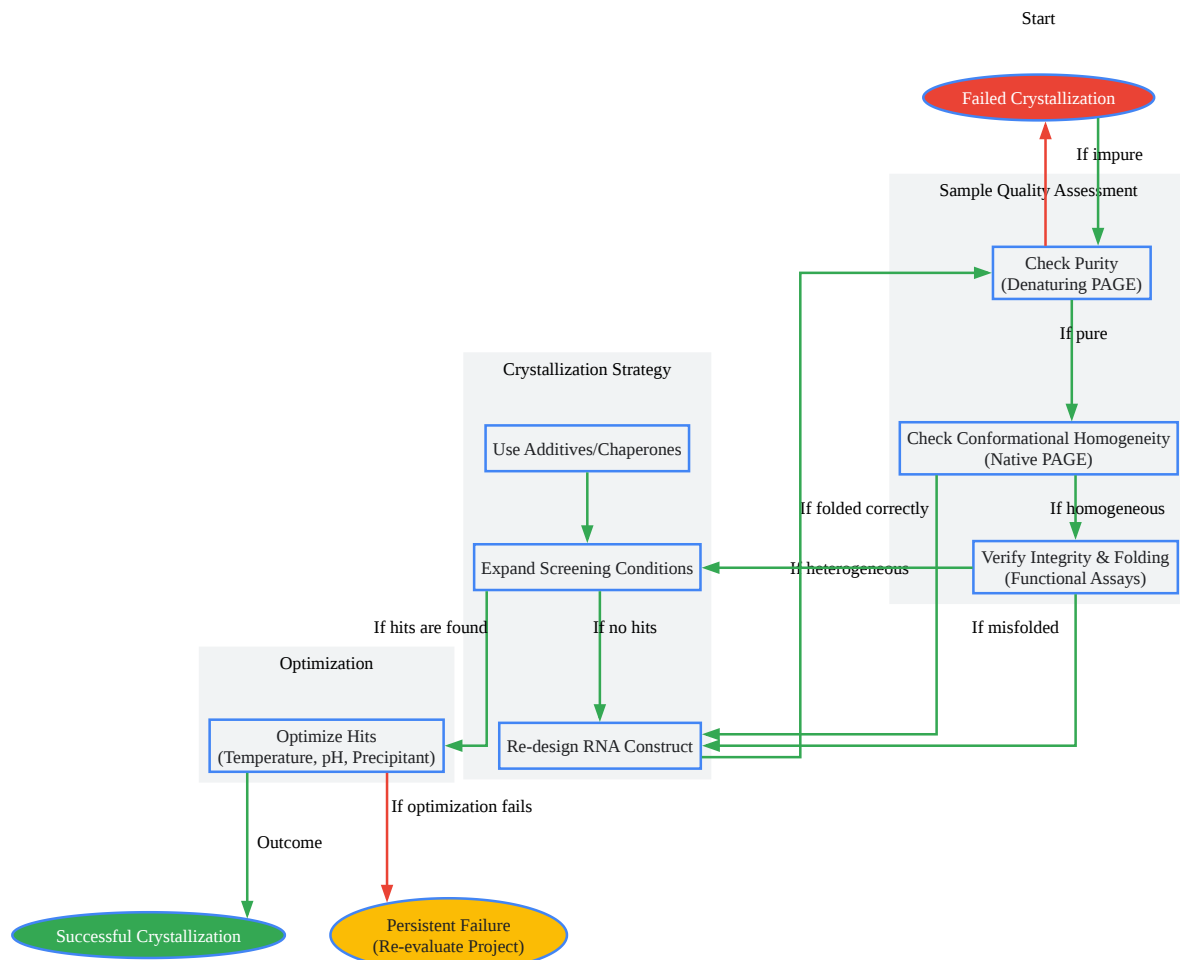 Start
Failed Crystallization
If impure
Sample Quality Assessment
Check Purity
(Denaturing PAGE)
If pure
Crystallization Strategy
Check Conformational Homogeneity
(Native PAGE)
Use Additives/Chaperones
If folded correctly
If homogeneous
Expand Screening Conditions
If heterogeneous
Verify Integrity & Folding
(Functional Assays)
If hits are found
If no hits
If misfolded
Optimization
Optimize Hits
(Temperature, pH, Precipitant)
Re-design RNA Construct
If optimization fails
Outcome
Successful Crystallization
Persistent Failure
(Re-evaluate Project)